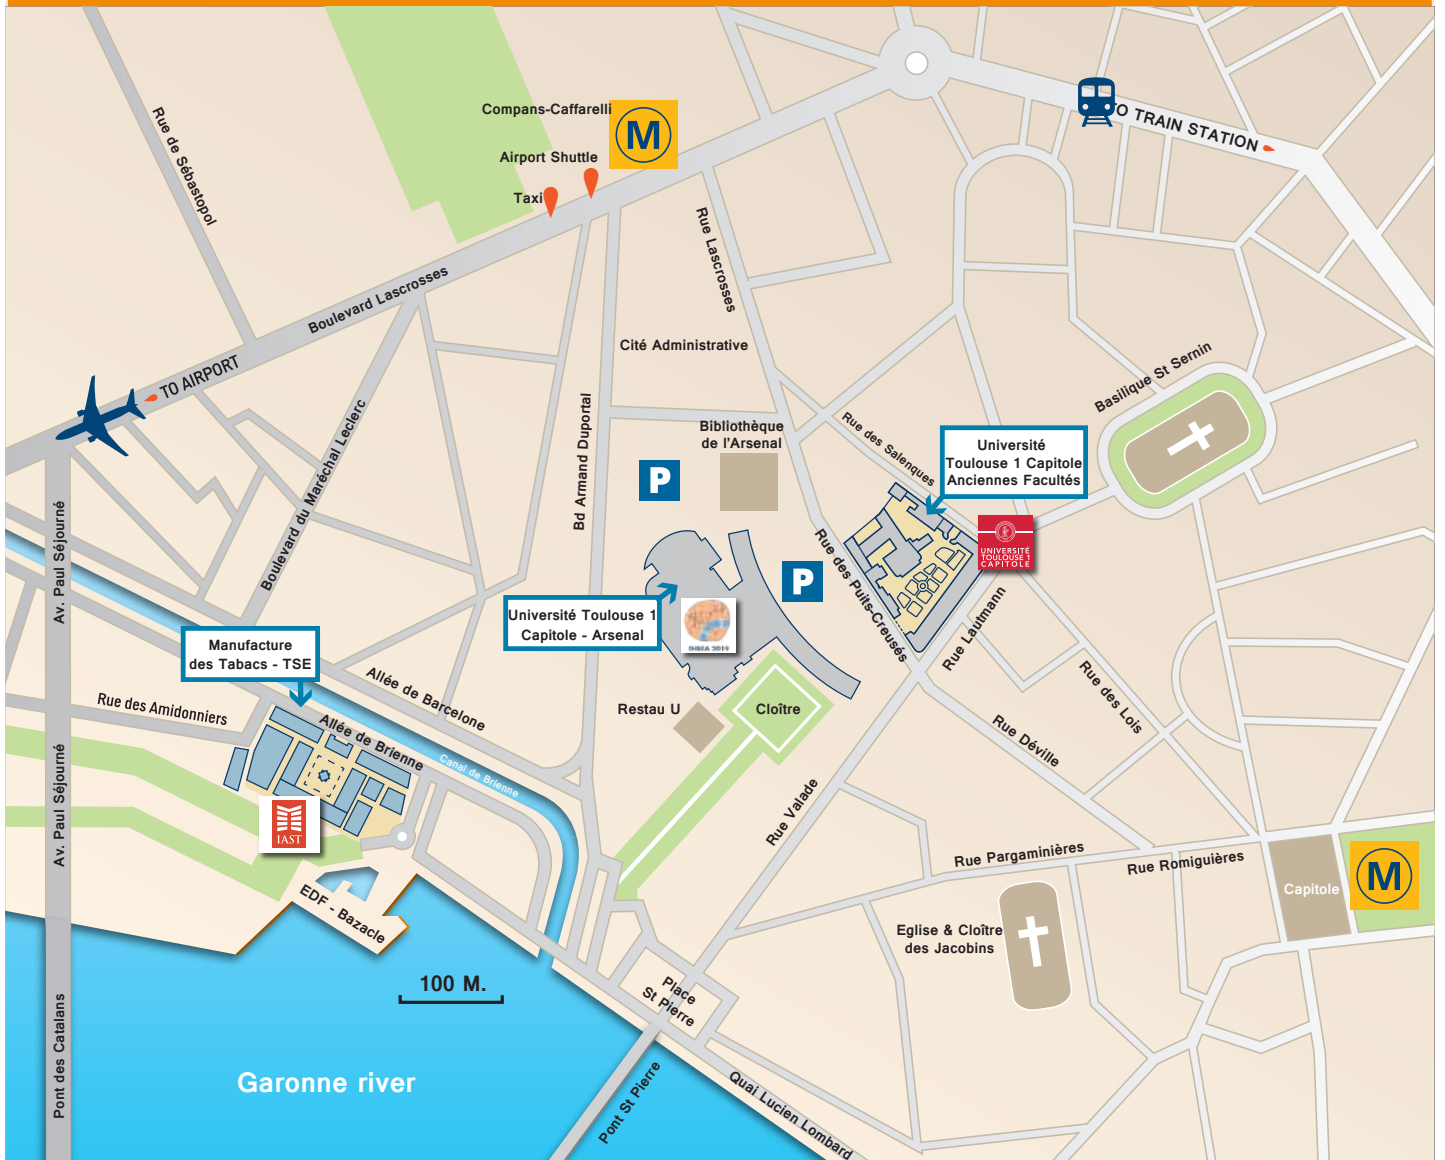 Compans-Caffarelli
M
Airport Shuttle
Taxi
TO TRAIN STATION
Rue de Sébastopol
Rue Lascrosses
Boulevard Lascrosses
TO AIRPORT
Cité Administrative
Basilique St Sernin
Boulevard du Maréchal Leclerc
Bd Armand Duportal
Bibliothèque
de l'Arsenal
Rue des Salenques
Université
Toulouse 1 Capitole
Anciennes Facultés
P
P
UNIVERSITÉ
TOULOUSE 1
CAPITOLE
Av. Paul Séjourné
Rue des Puits-Creusés
Rue Lautmann
Université Toulouse 1
Capitole - Arsenal
IHBEA 2019
Manufacture
des Tabacs - TSE
Allée de Barcelone
Rue des Amidonniers
Allée de Brienne
Canal de Brienne
Restau U
Cloître
Rue des Lois
Rue Déville
Av. Paul Séjourné
IAST
Rue Valade
Rue Pargaminières
Rue Romiguières
Capitole
M
EDF - Bazacle
Eglise & Cloître
des Jacobins
100 M.
Place
St Pierre
Pont des Catalans
Garonne river
Pont St Pierre
Quai Lucien Lombard